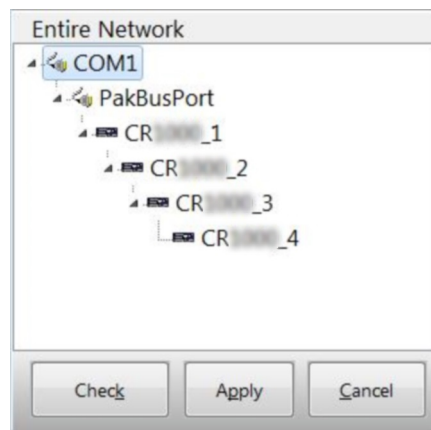 Entire Network
COM1
PakBusPort
CR _1
CR _2
CR _3
CR _4
Check Apply Cancel